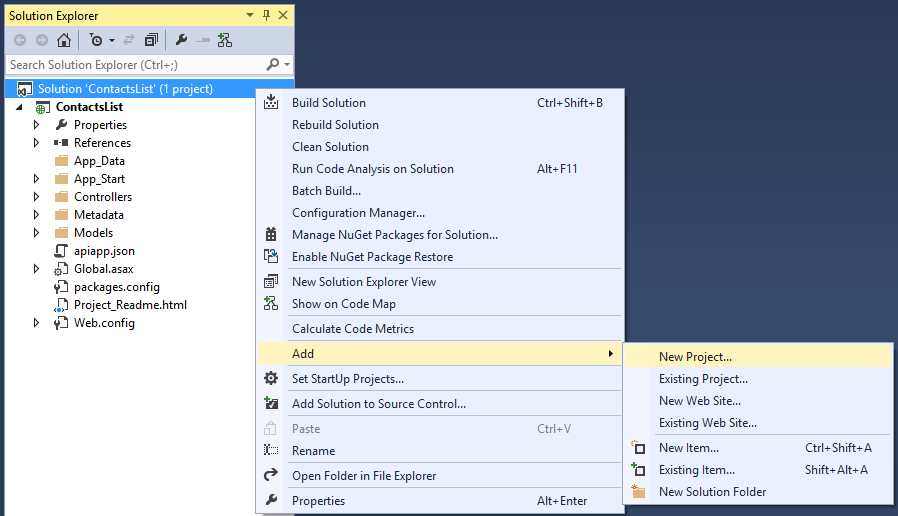 Solution Explorer
Search Solution Explorer (Ctrl+;)
Solution 'ContactsList' (1 project)
ContactsList
Properties
References
App_Data
App_Start
Controllers
Metadata
Models
apiapp.json
Global.asax
packages.config
Project_Readme.html
Web.config
Build Solution Ctrl+Shift+B
Rebuild Solution
Clean Solution
Run Code Analysis on Solution Alt+F11
Batch Build...
Configuration Manager...
Manage NuGet Packages for Solution...
Enable NuGet Package Restore
New Solution Explorer View
Show on Code Map
Calculate Code Metrics
Add
Set StartUp Projects...
Add Solution to Source Control...
Paste Ctrl+V
Rename
Open Folder in File Explorer
Properties Alt+Enter
New Project...
Existing Project...
New Web Site...
Existing Web Site...
New Item... Ctrl+Shift+A
Existing Item... Shift+Alt+A
New Solution Folder